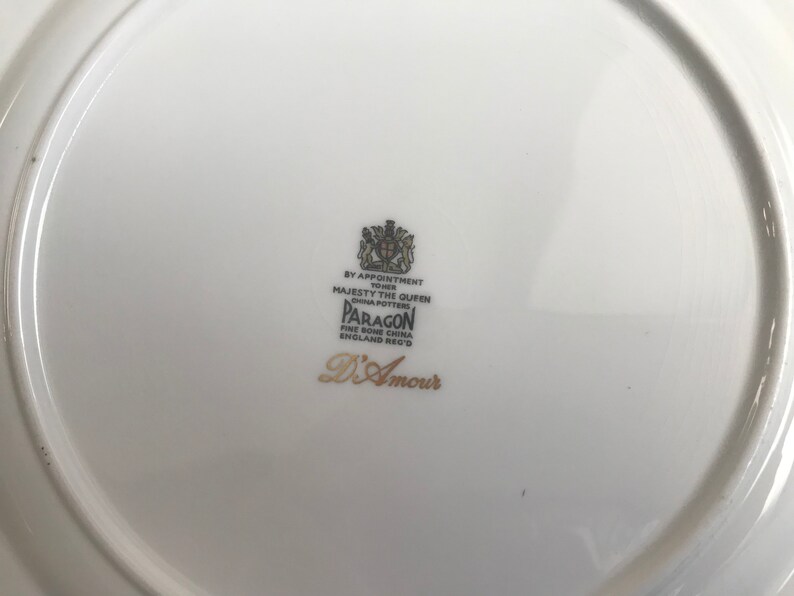 BY APPOINTMENT
TO HER
MAJESTY THE QUEEN
CHINA POTTERS
PARAGON
FINE BONE CHINA
ENGLAND REG'D
D'Amour